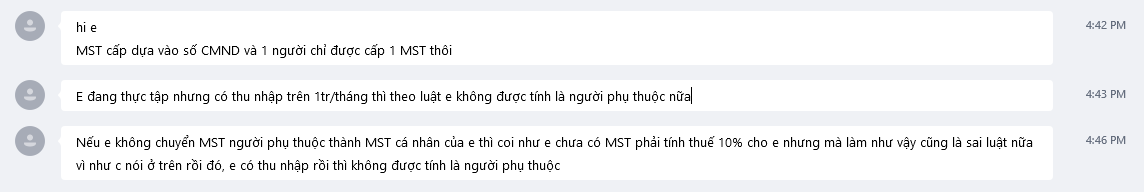 hi e
4:42 PM
MST cấp dựa vào số CMND và 1 người chỉ được cấp 1 MST thôi
E đang thực tập nhưng có thu nhập trên 1tr/tháng thì theo luật e không được tính là người phụ thuộc nữa
4:43 PM
Nếu e không chuyển MST người phụ thuộc thành MST cá nhân của e thì coi như e chưa có MST phải tính thuế 10% cho e nhưng mà làm như vậy cũng là sai luật nữa
4:46 PM
vì như c nói ở trên rồi đó, e có thu nhập rồi thì không được tính là người phụ thuộc